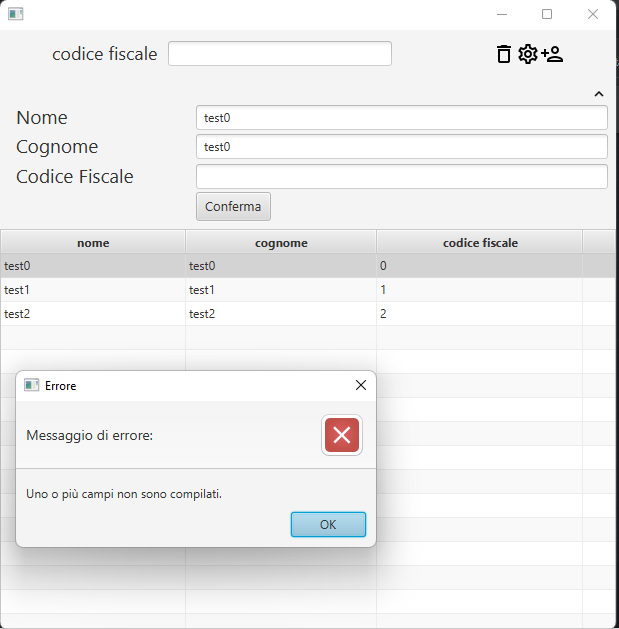 codice fiscale
Nome test0
Cognome test0
Codice Fiscale
Conferma
nome cognome codice fiscale
test0 test0 0
test1 test1 1
test2 test2 2
Errore
Messaggio di errore:
Uno o più campi non sono compilati.
OK